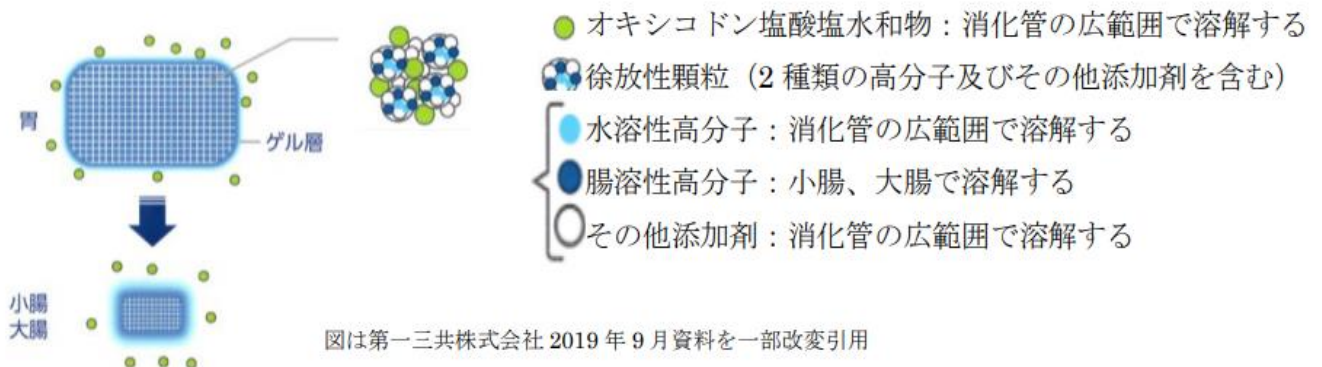 オキシコドン塩酸塩水和物：消化管の広範囲で溶解する
徐放性顆粒（2 種類の高分子及びその他添加剤を含む）
水溶性高分子：消化管の広範囲で溶解する
腸溶性高分子：小腸、大腸で溶解する
その他添加剤：消化管の広範囲で溶解する
胃
ゲル層
小腸
大腸
図は第一三共株式会社 2019 年 9 月資料を一部改変引用